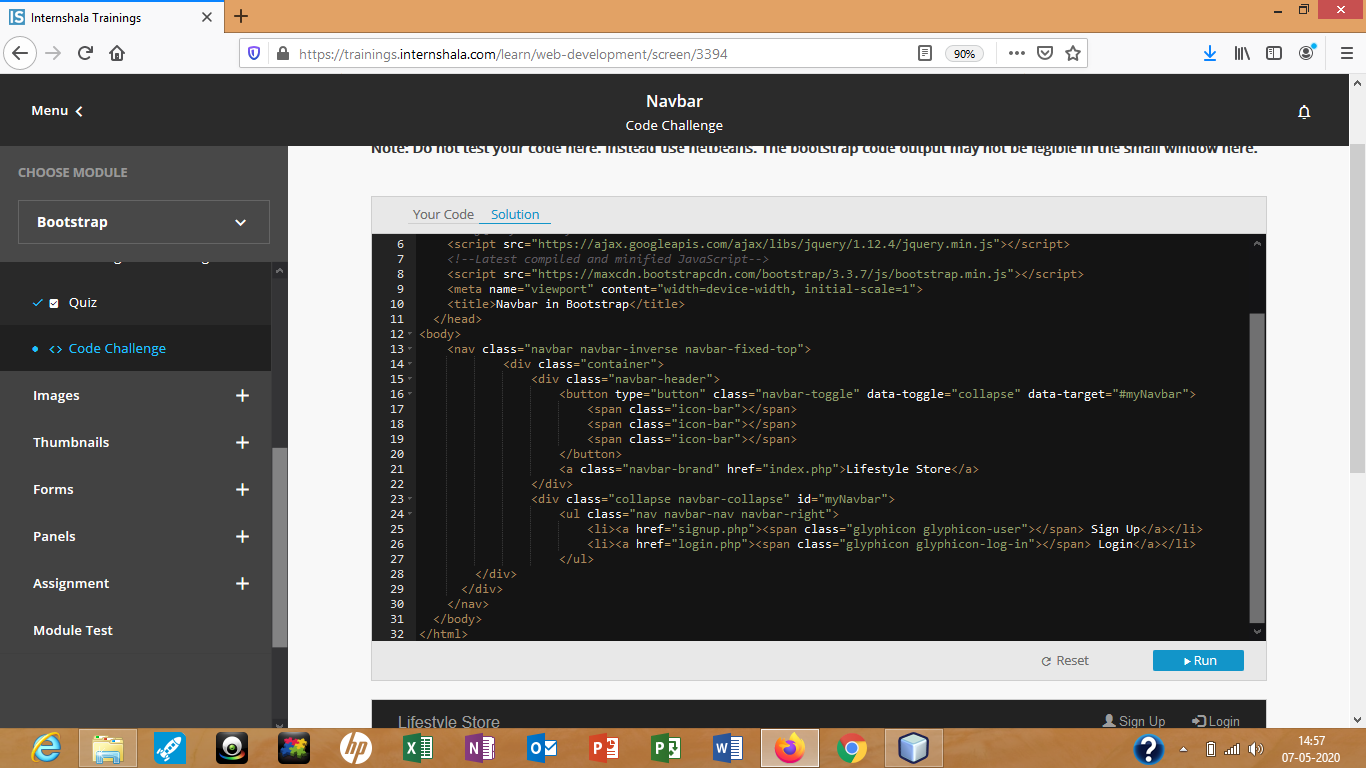 Internshala Trainings
https://trainings.internshala.com/learn/web-development/screen/3394
90%
Menu
Navbar
Code Challenge
CHOOSE MODULE
Bootstrap
Quiz
Code Challenge
Images
Thumbnails
Forms
Panels
Assignment
Module Test
Note: Do not test your code here. Instead use netbeans. The bootstrap code output may not be legible in the small window here.
Your Code Solution
6 <script src="https://ajax.googleapis.com/ajax/libs/jquery/1.12.4/jquery.min.js"></script>
7 <!--Latest compiled and minified JavaScript-->
8 <script src="https://maxcdn.bootstrapcdn.com/bootstrap/3.3.7/js/bootstrap.min.js"></script>
9 <meta name="viewport" content="width=device-width, initial-scale=1">
10 <title>Navbar in Bootstrap</title>
11 </head>
12 <body>
13 <nav class="navbar navbar-inverse navbar-fixed-top">
14 <div class="container">
15 <div class="navbar-header">
16 <button type="button" class="navbar-toggle" data-toggle="collapse" data-target="#myNavbar">
17 <span class="icon-bar"></span>
18 <span class="icon-bar"></span>
19 <span class="icon-bar"></span>
20 </button>
21 <a class="navbar-brand" href="index.php">Lifestyle Store</a>
22 </div>
23 <div class="collapse navbar-collapse" id="myNavbar">
24 <ul class="nav navbar-nav navbar-right">
25 <li><a href="signup.php"><span class="glyphicon glyphicon-user"></span> Sign Up</a></li>
26 <li><a href="login.php"><span class="glyphicon glyphicon-log-in"></span> Login</a></li>
27 </ul>
28 </div>
29 </div>
30 </nav>
31 </body>
32 </html>
Reset
Run
Lifestyle Store
Sign Up
Login
14:57
07-05-2020